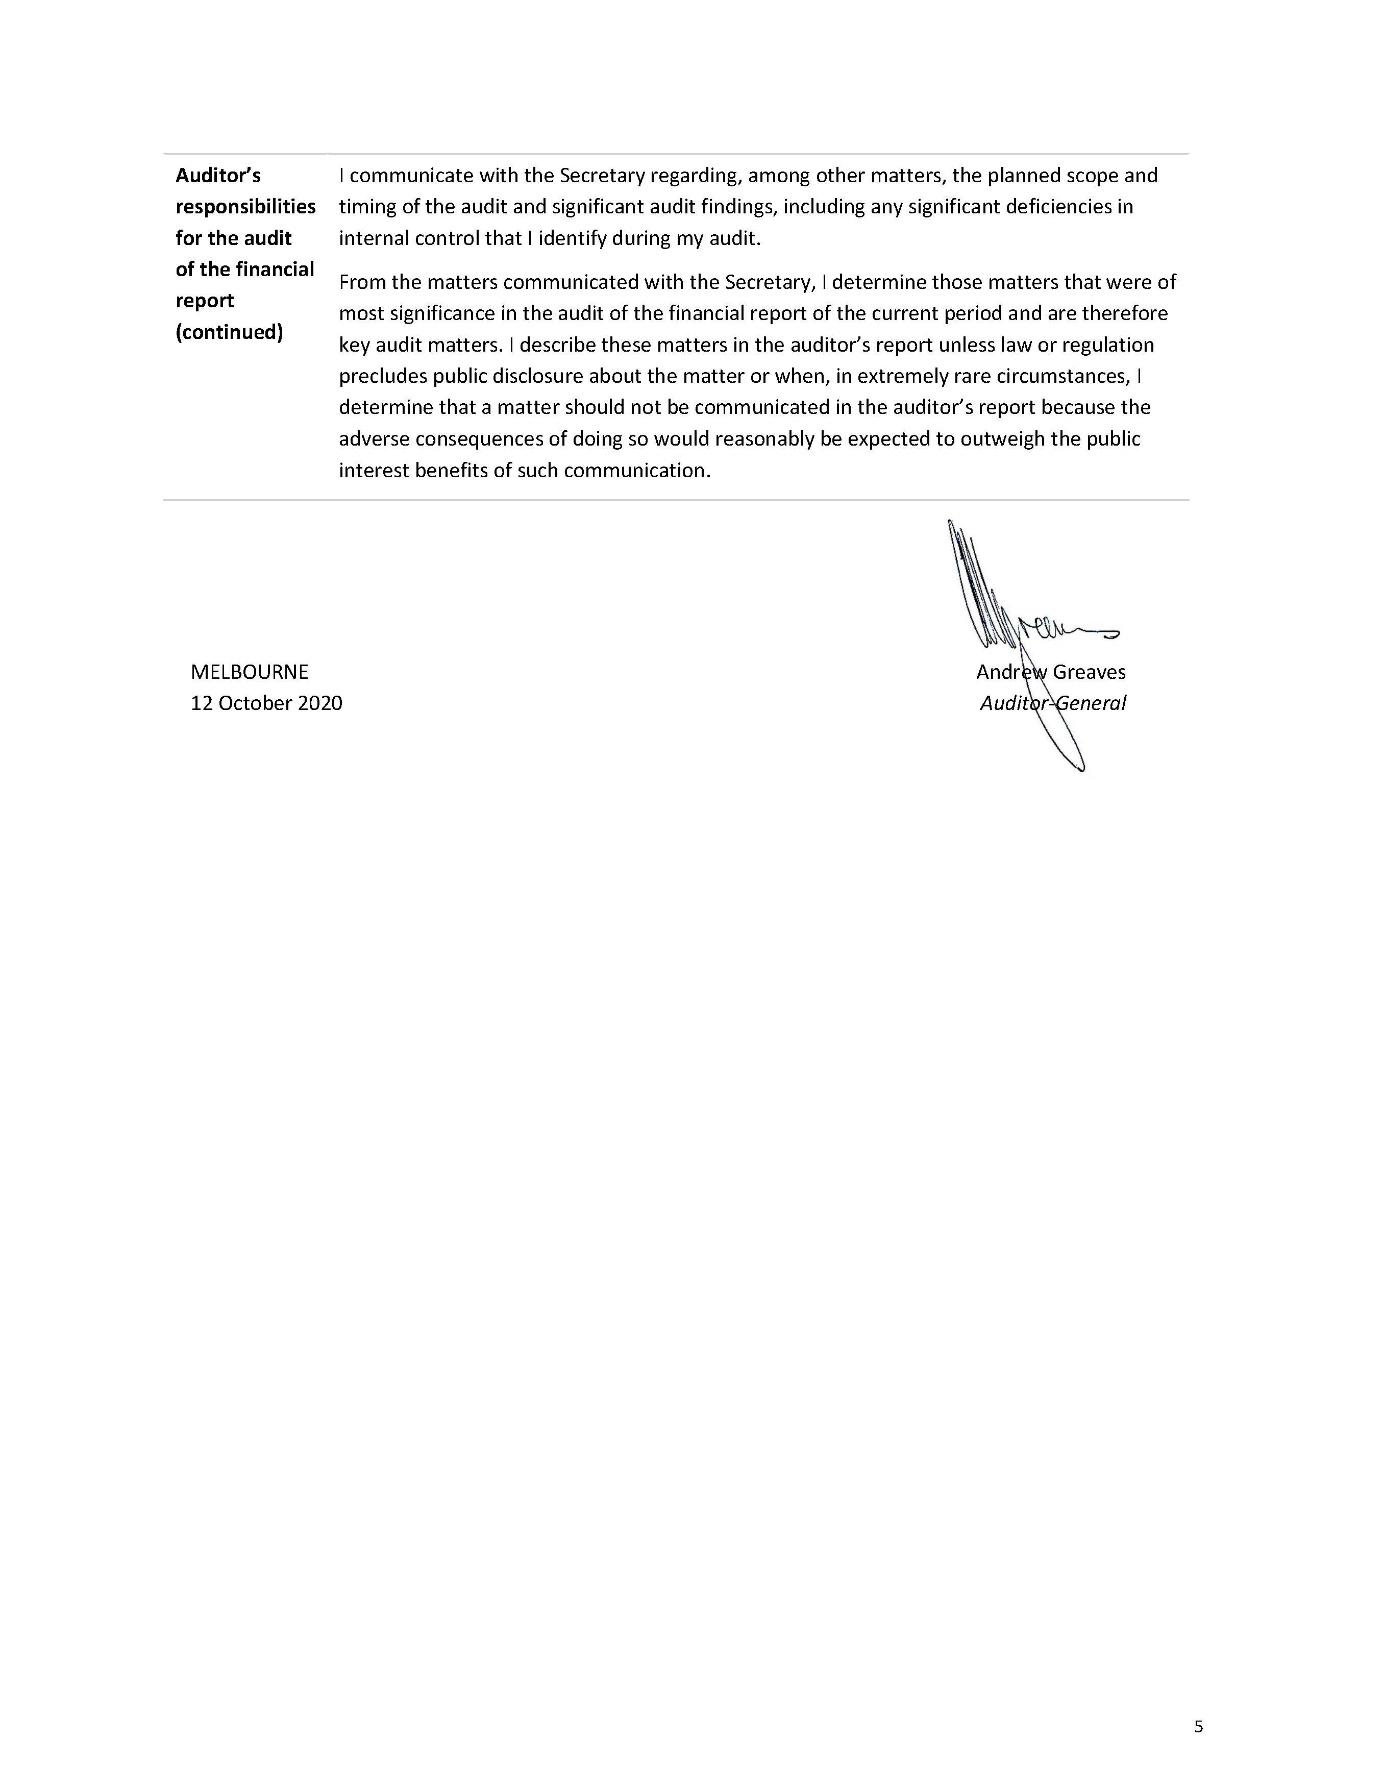 Auditor’s
responsibilities
for the audit
of the financial
report
(continued)
I communicate with the Secretary regarding, among other matters, the planned scope and
timing of the audit and significant audit findings, including any significant deficiencies in
internal control that I identify during my audit.
From the matters communicated with the Secretary, I determine those matters that were of
most significance in the audit of the financial report of the current period and are therefore
key audit matters. I describe these matters in the auditor’s report unless law or regulation
precludes public disclosure about the matter or when, in extremely rare circumstances, I
determine that a matter should not be communicated in the auditor’s report because the
adverse consequences of doing so would reasonably be expected to outweigh the public
interest benefits of such communication.
MELBOURNE
12 October 2020
Andrew Greaves
Auditor-General
5